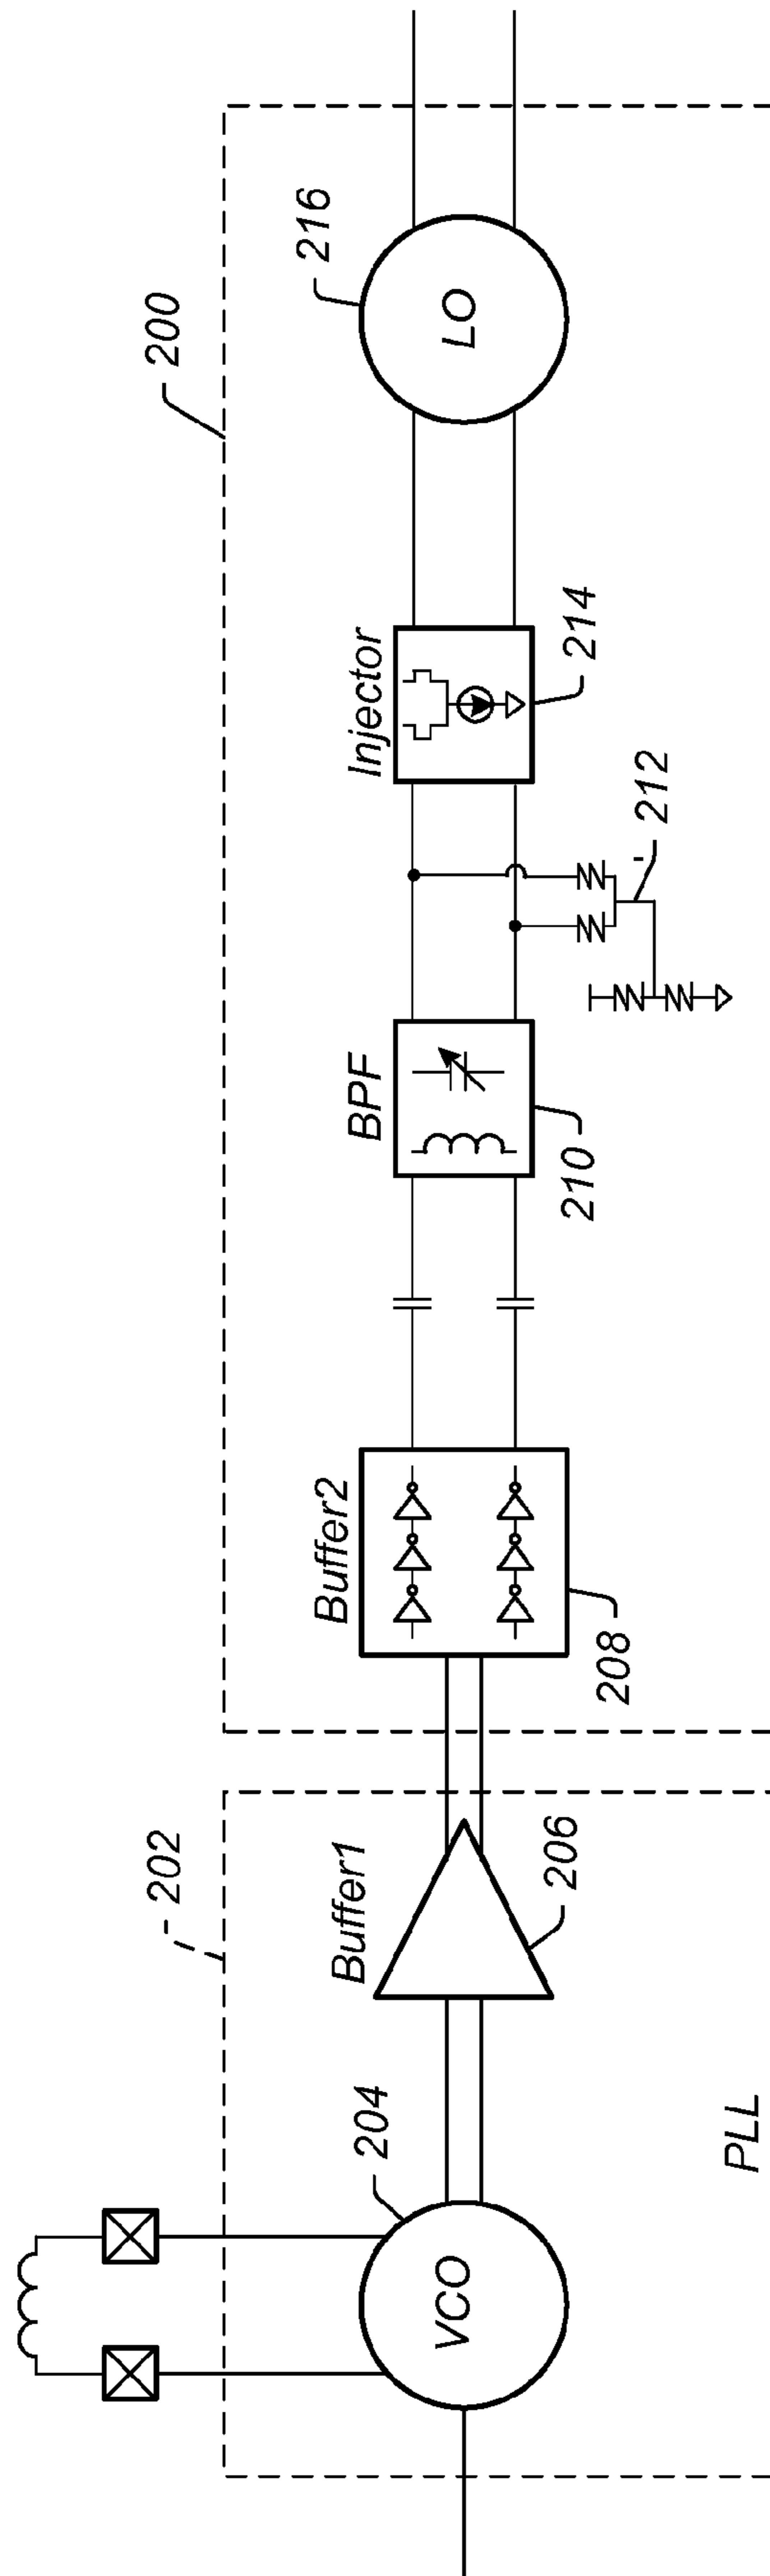 202
204
VCO
Buffer1
206
PLL
200
Buffer2
208
BPF
210
212
Injector
214
216
LO